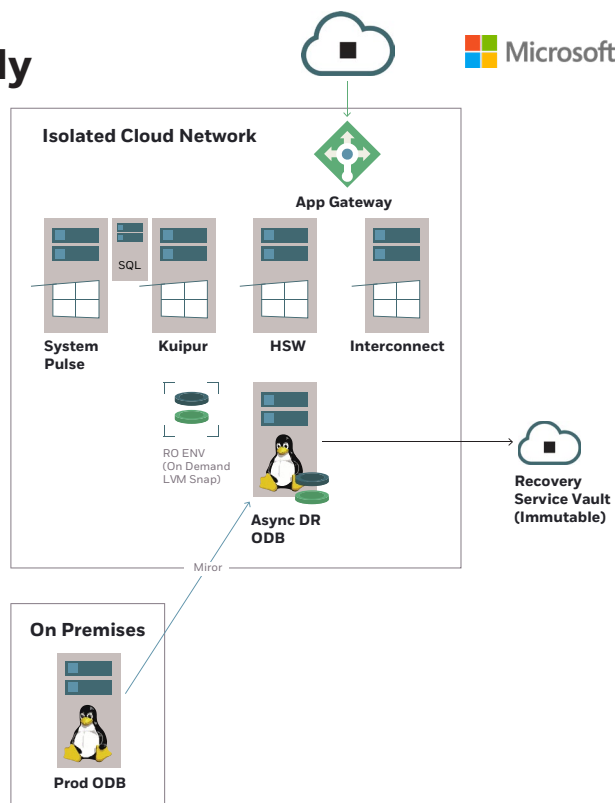 ly
Microsoft
Isolated Cloud Network
App Gateway
SQL
System
Pulse
Kuipur
HSW
Interconnect
RO ENV
(On Demand
LVM Snap)
Async DR
ODB
Recovery
Service Vault
(Immutable)
Miror
On Premises
Prod ODB